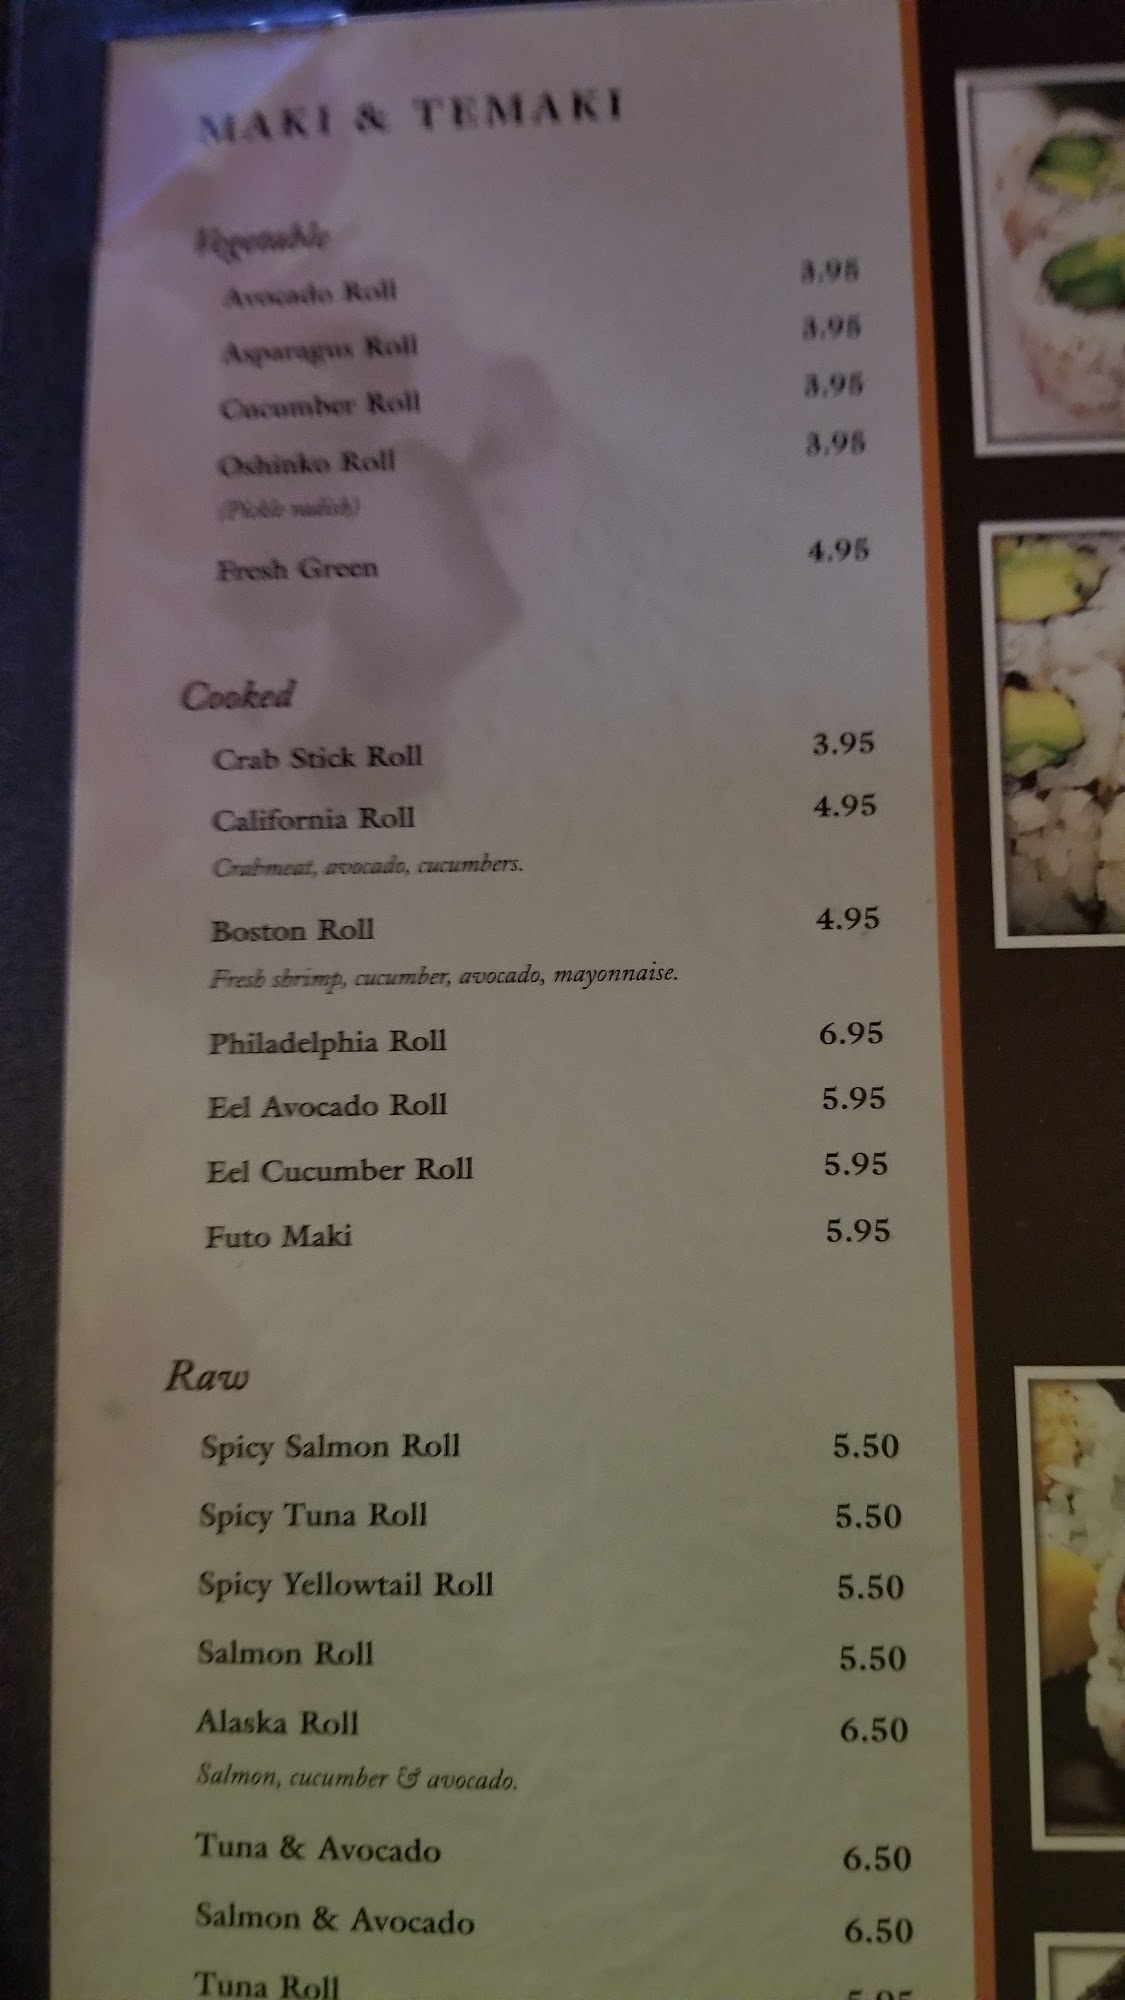 MAKI & TEMAKI
Vegetable
Avocado Roll 3.95
Asparagus Roll 3.95
Cucumber Roll 3.95
Oshinko Roll 3.95
(Pickle radish)
Fresh Green 4.95
Cooked
Crab Stick Roll 3.95
California Roll 4.95
Crabmeat, avocado, cucumbers.
Boston Roll 4.95
Fresh shrimp, cucumber, avocado, mayonnaise.
Philadelphia Roll 6.95
Eel Avocado Roll 5.95
Eel Cucumber Roll 5.95
Futo Maki 5.95
Raw
Spicy Salmon Roll 5.50
Spicy Tuna Roll 5.50
Spicy Yellowtail Roll 5.50
Salmon Roll 5.50
Alaska Roll 6.50
Salmon, cucumber & avocado.
Tuna & Avocado 6.50
Salmon & Avocado 6.50
Tuna Roll